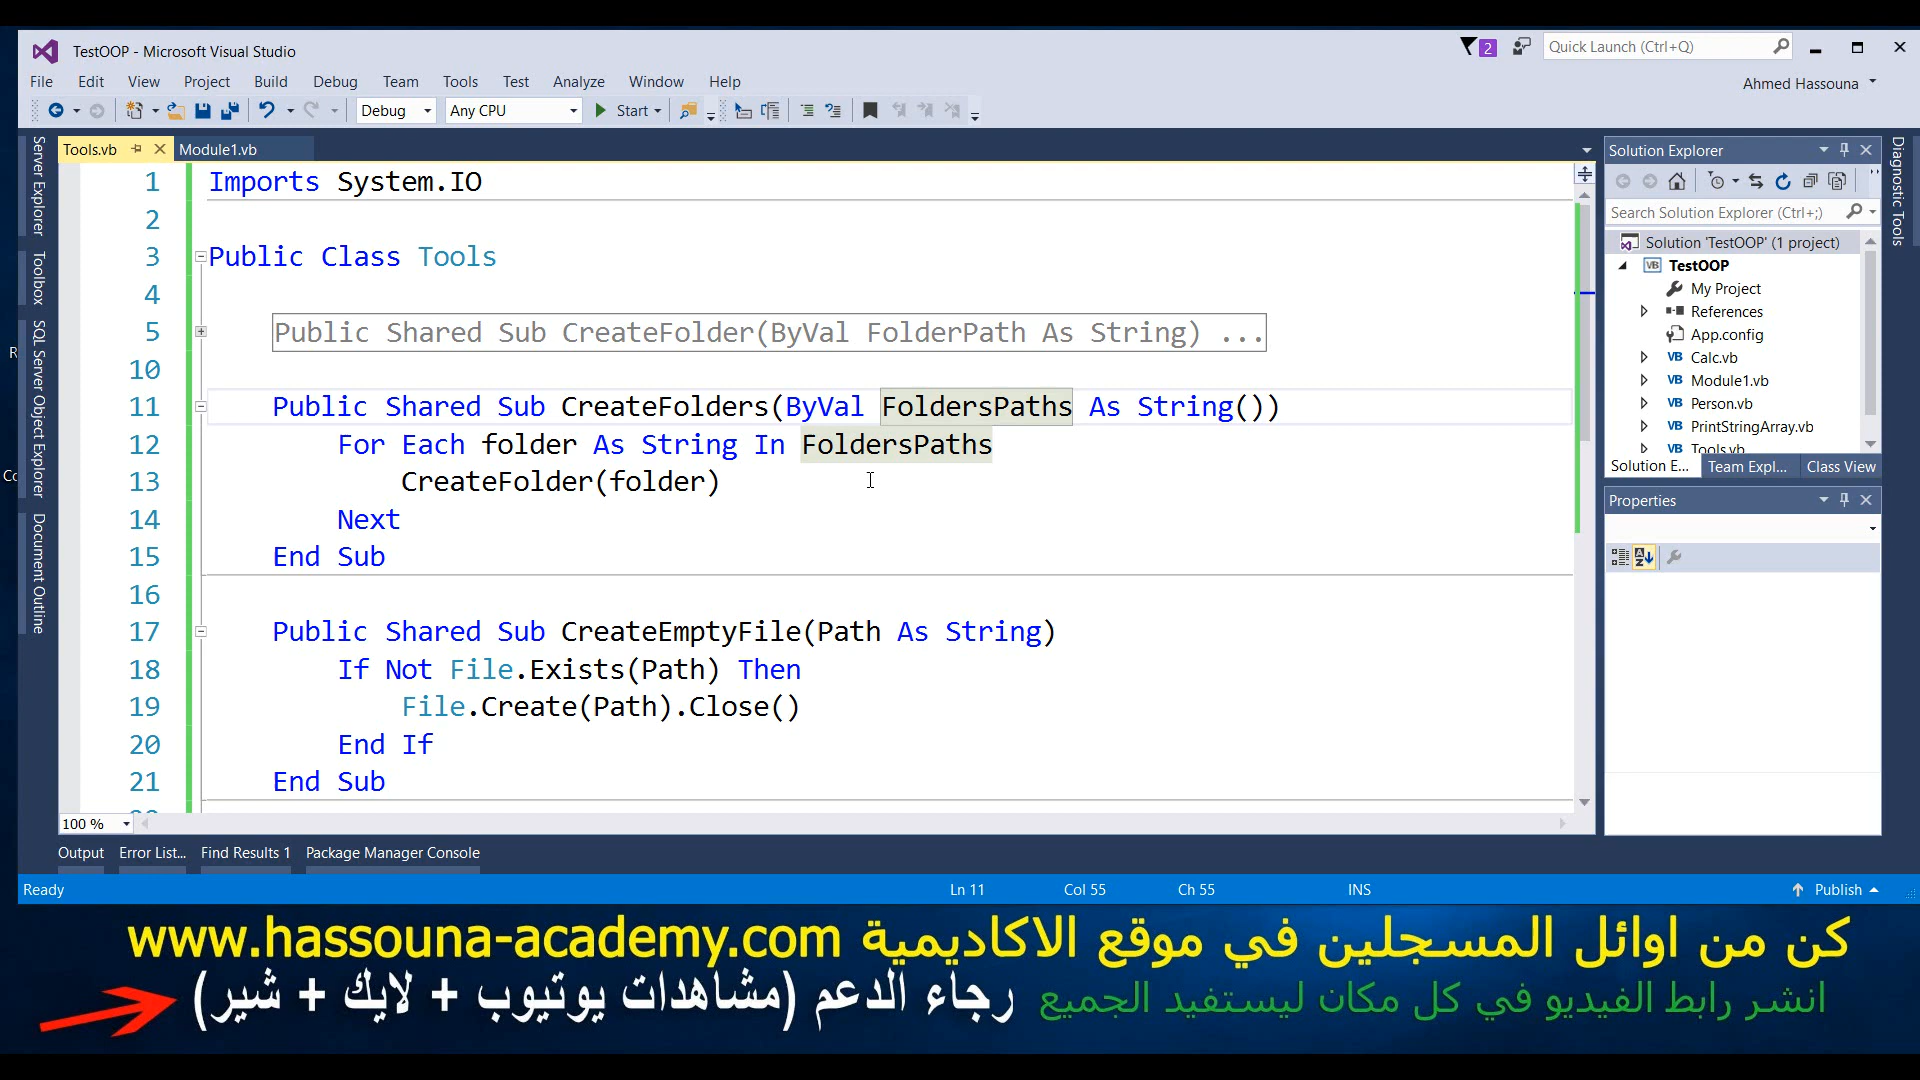 TestOOP - Microsoft Visual Studio
2
Quick Launch (Ctrl+Q)
File Edit View Project Build Debug Team Tools Test Analyze Window Help
Ahmed Hassouna
Debug Any CPU Start
Server Explorer
Toolbox
SQL Server Object Explorer
Document Outline
Tools.vb Module1.vb
1 Imports System.IO
2
3 Public Class Tools
4
5 Public Shared Sub CreateFolder(ByVal FolderPath As String) ...
10
11 Public Shared Sub CreateFolders(ByVal FoldersPaths As String())
12 For Each folder As String In FoldersPaths
13 CreateFolder(folder)
14 Next
15 End Sub
16
17 Public Shared Sub CreateEmptyFile(Path As String)
18 If Not File.Exists(Path) Then
19 File.Create(Path).Close()
20 End If
21 End Sub
100 %
Solution Explorer
Search Solution Explorer (Ctrl+;)
Solution 'TestOOP' (1 project)
VB TestOOP
My Project
References
App.config
VB Calc.vb
VB Module1.vb
VB Person.vb
VB PrintStringArray.vb
VB Tools.vb
Solution E... Team Expl... Class View
Properties
Diagnostic Tools
Output Error List... Find Results 1 Package Manager Console
Ready Ln 11 Col 55 Ch 55 INS Publish
كن من اوائل المسجلين في موقع الاكاديمية www.hassouna-academy.com
انشر رابط الفيديو في كل مكان ليستفيد الجميع رجاء الدعم (مشاهدات يوتيوب + لايك + شير)